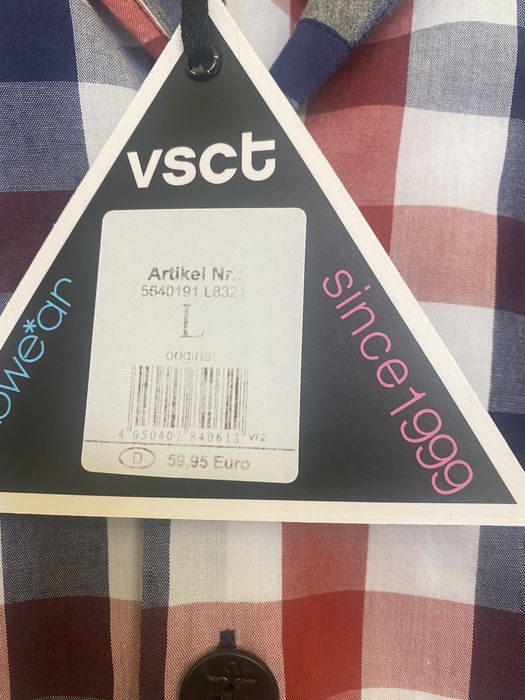 vsct
Artikel Nr.:
5640191 L8321
L
original
4 050407 840613 VF2
D 59,95 Euro
since1999